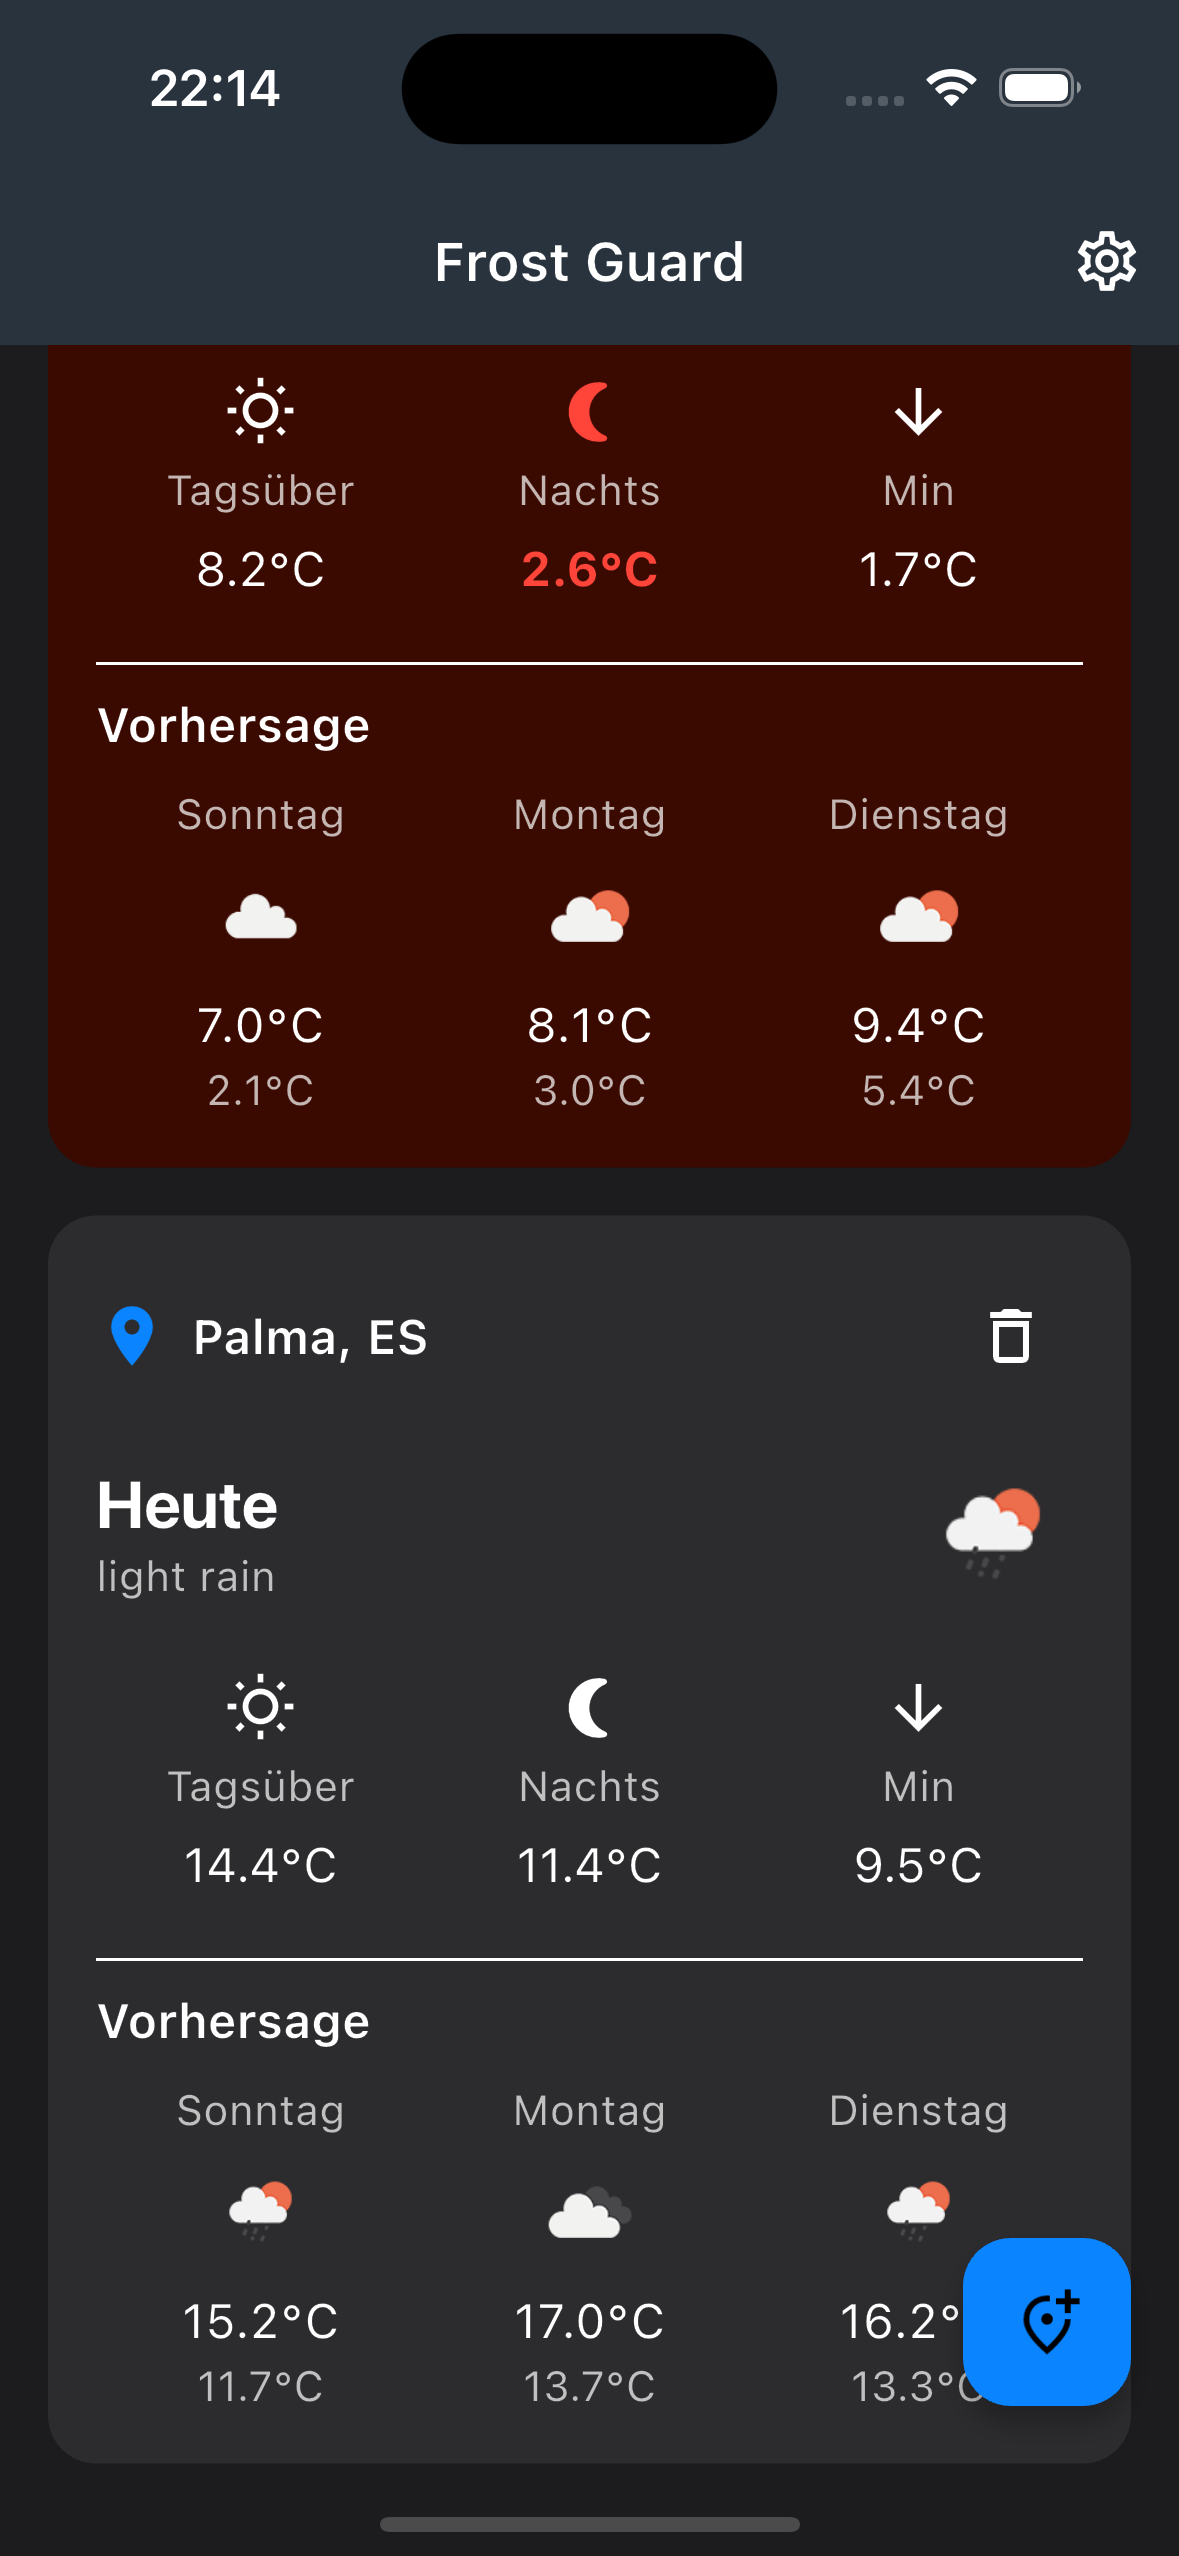 22:14
Frost Guard
Tagsüber Nachts Min
8.2°C 2.6°C 1.7°C
Vorhersage
Sonntag Montag Dienstag
7.0°C 8.1°C 9.4°C
2.1°C 3.0°C 5.4°C
Palma, ES
Heute
light rain
Tagsüber Nachts Min
14.4°C 11.4°C 9.5°C
Vorhersage
Sonntag Montag Dienstag
15.2°C 17.0°C 16.2°
11.7°C 13.7°C 13.3°C